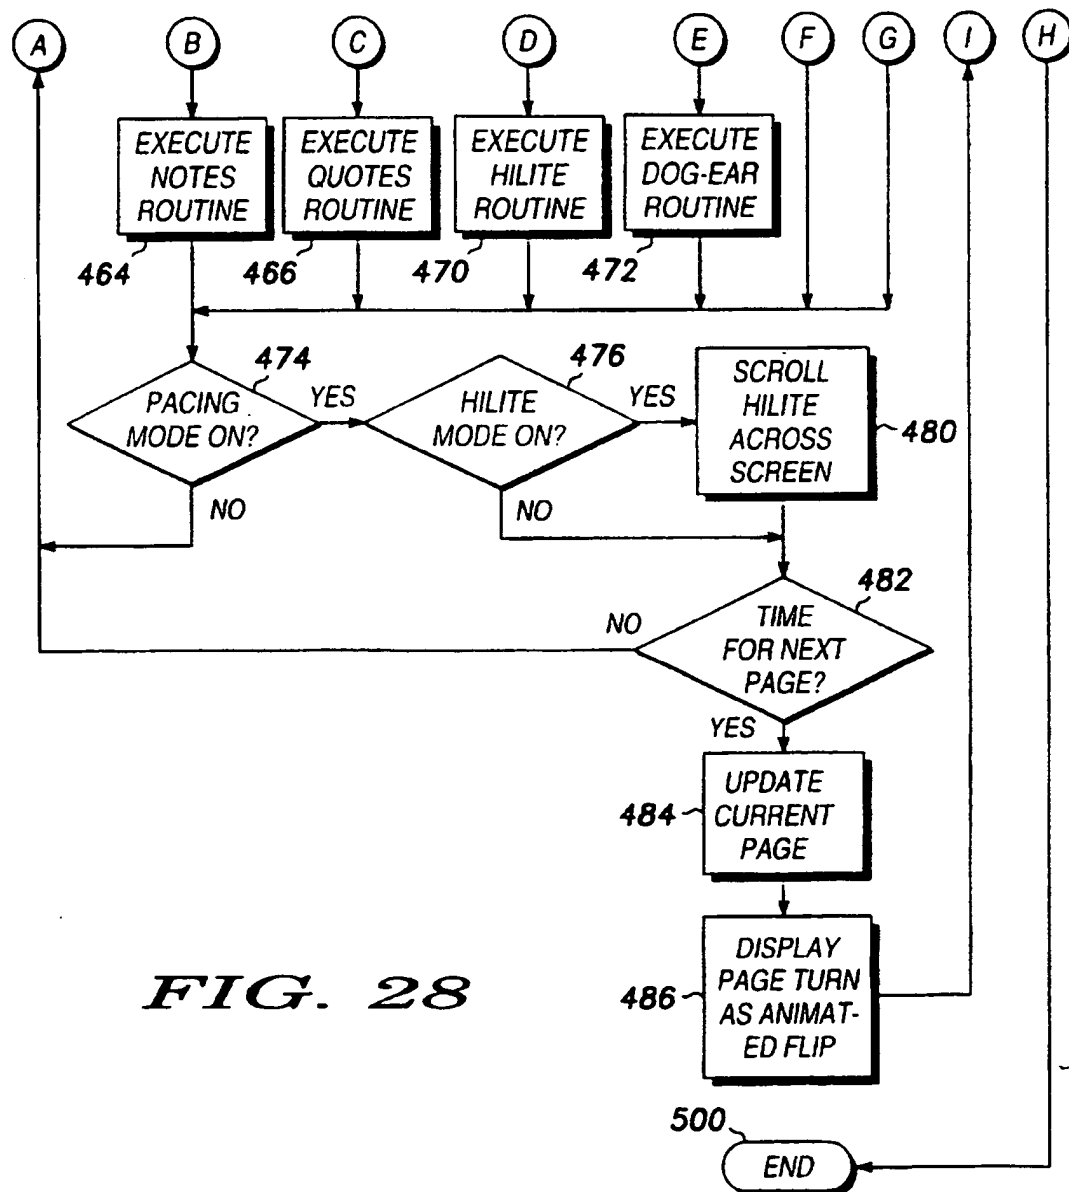 A B C D E F G I H
EXECUTE
NOTES
ROUTINE
464
EXECUTE
QUOTES
ROUTINE
466
EXECUTE
HILITE
ROUTINE
470
EXECUTE
DOG-EAR
ROUTINE
472
PACING
MODE ON?
474
YES
NO
HILITE
MODE ON?
476
YES
NO
SCROLL
HILITE
ACROSS
SCREEN
480
TIME
FOR NEXT
PAGE?
482
NO
YES
UPDATE
CURRENT
PAGE
484
DISPLAY
PAGE TURN
AS ANIMAT-
ED FLIP
486
FIG. 28
500
END